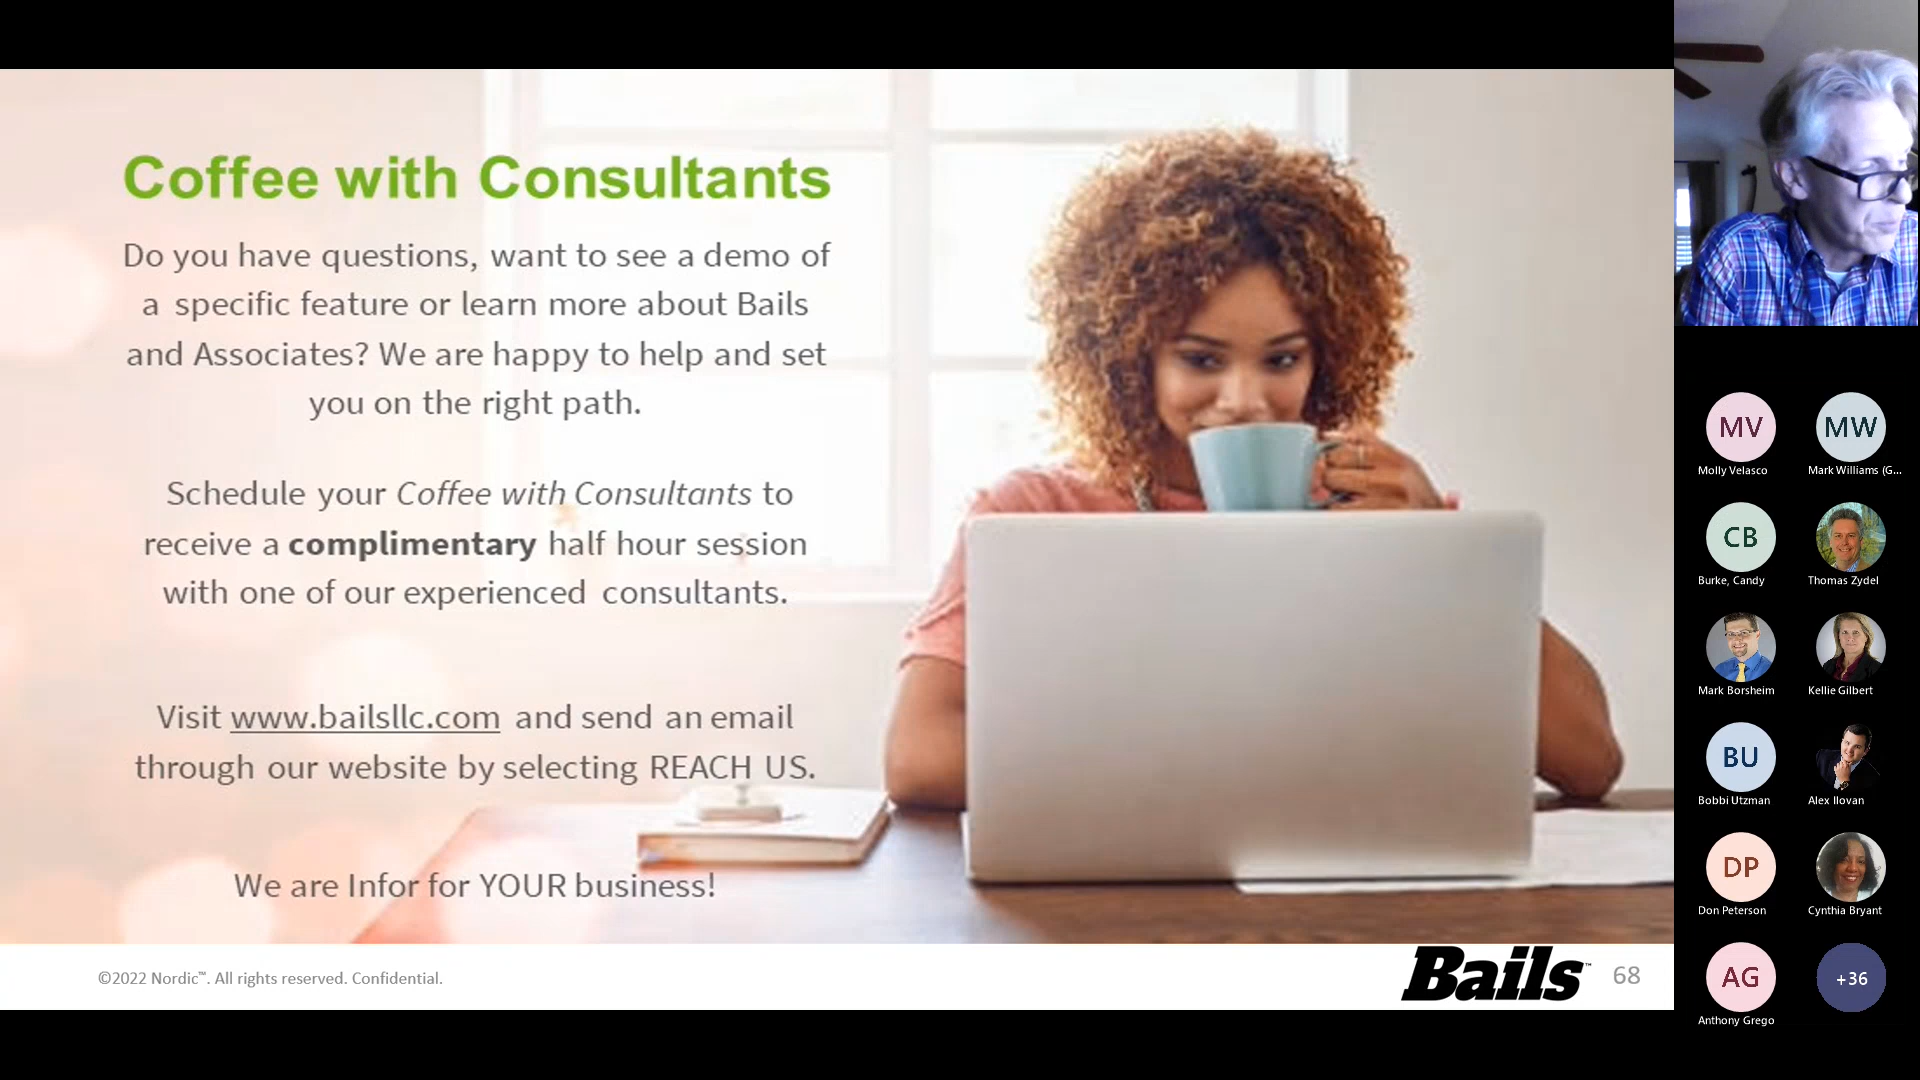 Coffee with Consultants
Do you have questions, want to see a demo of
a specific feature or learn more about Bails
and Associates? We are happy to help and set
you on the right path.
Schedule your Coffee with Consultants to
receive a complimentary half hour session
with one of our experienced consultants.
Visit www.bailsllc.com and send an email
through our website by selecting REACH US.
We are Infor for YOUR business!
©2022 Nordic™. All rights reserved. Confidential.
Bails™
68
MV
MW
Molly Velasco
Mark Williams (G...
CB
Burke, Candy
Thomas Zydel
Mark Borsheim
Kellie Gilbert
BU
Bobbi Utzman
Alex Ilovan
DP
Don Peterson
Cynthia Bryant
AG
+36
Anthony Grego